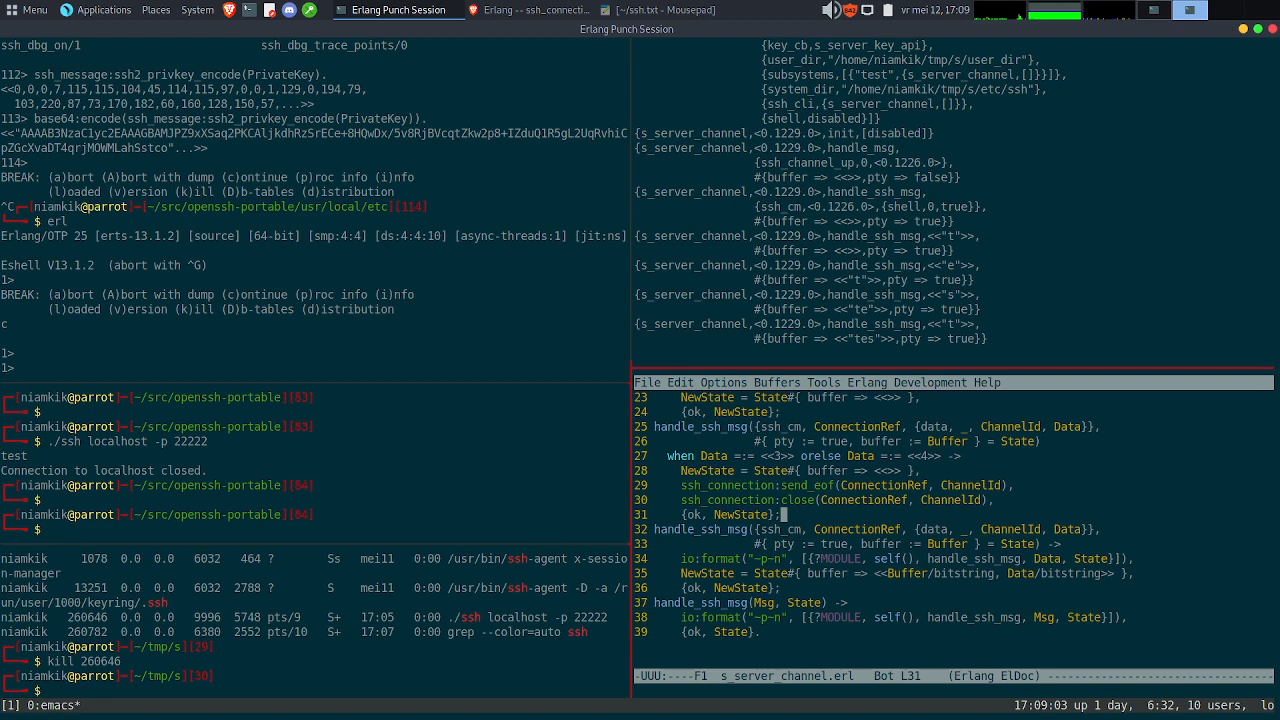 Menu Applications Places System Erlang Punch Session Erlang -- ssh_connecti... [~/ssh.txt - Mousepad] wr mei 12, 17:09
Erlang Punch Session
ssh_dbg_on/1 ssh_dbg_trace_points/0
112> ssh_message:ssh2_privkey_encode(PrivateKey).
<<0,0,0,7,115,115,104,45,114,115,97,0,0,1,129,0,194,79,
103,220,87,73,170,182,60,160,128,150,57,...>>
113> base64:encode(ssh_message:ssh2_privkey_encode(PrivateKey)).
<<"AAAAB3NzaC1yc2EAAAGBAMJPZ9xXSaq2PKCAljkdhRzSrECe+8HQwDx/5v8RjBVcqtZkw2p8+IZduQ1R5gL2UqRvhiC
pZGcXvaDT4qrjMOWMLahSstco"...>>
114>
BREAK: (a)bort (A)bort with dump (c)ontinue (p)roc info (i)nfo
(l)oaded (v)ersion (k)ill (D)b-tables (d)istribution
^C┌─[niamkik@parrot]─[~/src/openssh-portable/usr/local/etc][114]
└──╼ $ erl
Erlang/OTP 25 [erts-13.1.2] [source] [64-bit] [smp:4:4] [ds:4:4:10] [async-threads:1] [jit:ns]
Eshell V13.1.2 (abort with ^G)
1>
BREAK: (a)bort (A)bort with dump (c)ontinue (p)roc info (i)nfo
(l)oaded (v)ersion (k)ill (D)b-tables (d)istribution
c
1>
1>
┌─[niamkik@parrot]─[~/src/openssh-portable][53]
└──╼ $
┌─[niamkik@parrot]─[~/src/openssh-portable][53]
└──╼ $ ./ssh localhost -p 22222
test
Connection to localhost closed.
┌─[niamkik@parrot]─[~/src/openssh-portable][54]
└──╼ $
┌─[niamkik@parrot]─[~/src/openssh-portable][54]
└──╼ $
niamkik 1078 0.0 0.0 6032 464 ? Ss mei11 0:00 /usr/bin/ssh-agent x-sessio
n-manager
niamkik 13251 0.0 0.0 6032 2788 ? S mei11 0:00 /usr/bin/ssh-agent -D -a /r
un/user/1000/keyring/.ssh
niamkik 260646 0.0 0.0 9996 5748 pts/9 S+ 17:05 0:00 ./ssh localhost -p 22222
niamkik 260782 0.0 0.0 6380 2552 pts/10 S+ 17:07 0:00 grep --color=auto ssh
┌─[niamkik@parrot]─[~/tmp/s][29]
└──╼ $ kill 260646
┌─[niamkik@parrot]─[~/tmp/s][30]
└──╼ $
{key_cb,s_server_key_api},
{user_dir,"/home/niamkik/tmp/s/user_dir"},
{subsystems,[{"test",{s_server_channel,[]}}]},
{system_dir,"/home/niamkik/tmp/s/etc/ssh"},
{ssh_cli,{s_server_channel,[]}},
{shell,disabled}]}
{s_server_channel,<0.1229.0>,init,[disabled]}
{s_server_channel,<0.1229.0>,handle_msg,
{ssh_channel_up,0,<0.1226.0>},
#{buffer => <<>>,pty => false}}
{s_server_channel,<0.1229.0>,handle_ssh_msg,
{ssh_cm,<0.1226.0>,{shell,0,true}},
#{buffer => <<>>,pty => true}}
{s_server_channel,<0.1229.0>,handle_ssh_msg,<<"t">>,
#{buffer => <<>>,pty => true}}
{s_server_channel,<0.1229.0>,handle_ssh_msg,<<"e">>,
#{buffer => <<"t">>,pty => true}}
{s_server_channel,<0.1229.0>,handle_ssh_msg,<<"s">>,
#{buffer => <<"te">>,pty => true}}
{s_server_channel,<0.1229.0>,handle_ssh_msg,<<"t">>,
#{buffer => <<"tes">>,pty => true}}
File Edit Options Buffers Tools Erlang Development Help
23 NewState = State#{ buffer => <<>> },
24 {ok, NewState};
25 handle_ssh_msg({ssh_cm, ConnectionRef, {data, _, ChannelId, Data}},
26 #{ pty := true, buffer := Buffer } = State)
27 when Data =:= <<3>> orelse Data =:= <<4>> ->
28 NewState = State#{ buffer => <<>> },
29 ssh_connection:send_eof(ConnectionRef, ChannelId),
30 ssh_connection:close(ConnectionRef, ChannelId),
31 {ok, NewState};
32 handle_ssh_msg({ssh_cm, ConnectionRef, {data, _, ChannelId, Data}},
33 #{ pty := true, buffer := Buffer } = State) ->
34 io:format("~p~n", [{?MODULE, self(), handle_ssh_msg, Data, State}]),
35 NewState = State#{ buffer => <<Buffer/bitstring, Data/bitstring>> },
36 {ok, NewState};
37 handle_ssh_msg(Msg, State) ->
38 io:format("~p~n", [{?MODULE, self(), handle_ssh_msg, Msg, State}]),
39 {ok, State}.
-UUU:----F1 s_server_channel.erl Bot L31 (Erlang ElDoc) -----------------------------------
[1] 0:emacs* 17:09:03 up 1 day, 6:32, 10 users, lo